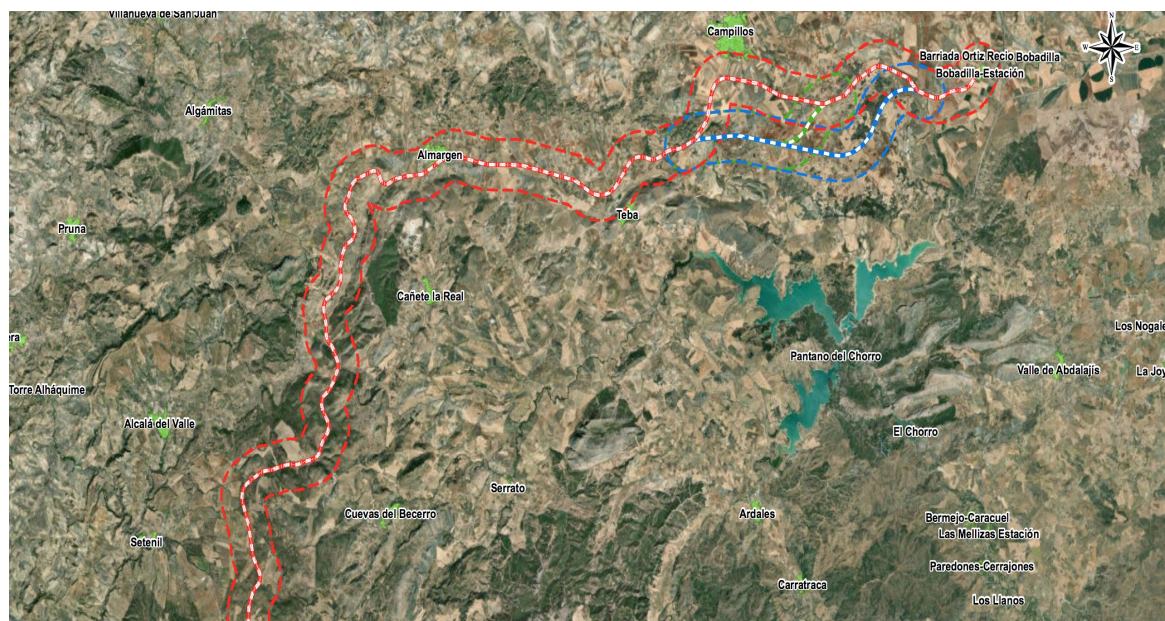 Villanueva de San Juan
Campillos
N
W
E
S
Barriada Ortiz Recio
Bobadilla
Bobadilla-Estación
Algámitas
Almargen
Teba
Pruna
Cañete la Real
era
Los Nogale
Pantano del Chorro
Valle de Abdalajís
La Joy
Torre Alháquime
Alcalá del Valle
El Chorro
Serrato
Cuevas del Becerro
Ardales
Bermejo-Caracuel
Las Mellizas Estación
Setenil
Paredones-Cerrajones
Carratraca
Los Llanos